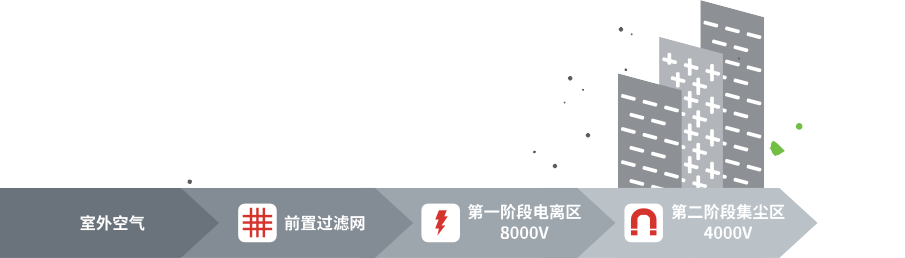 室外空气
前置过滤网
第一阶段电离区
8000V
第二阶段集尘区
4000V